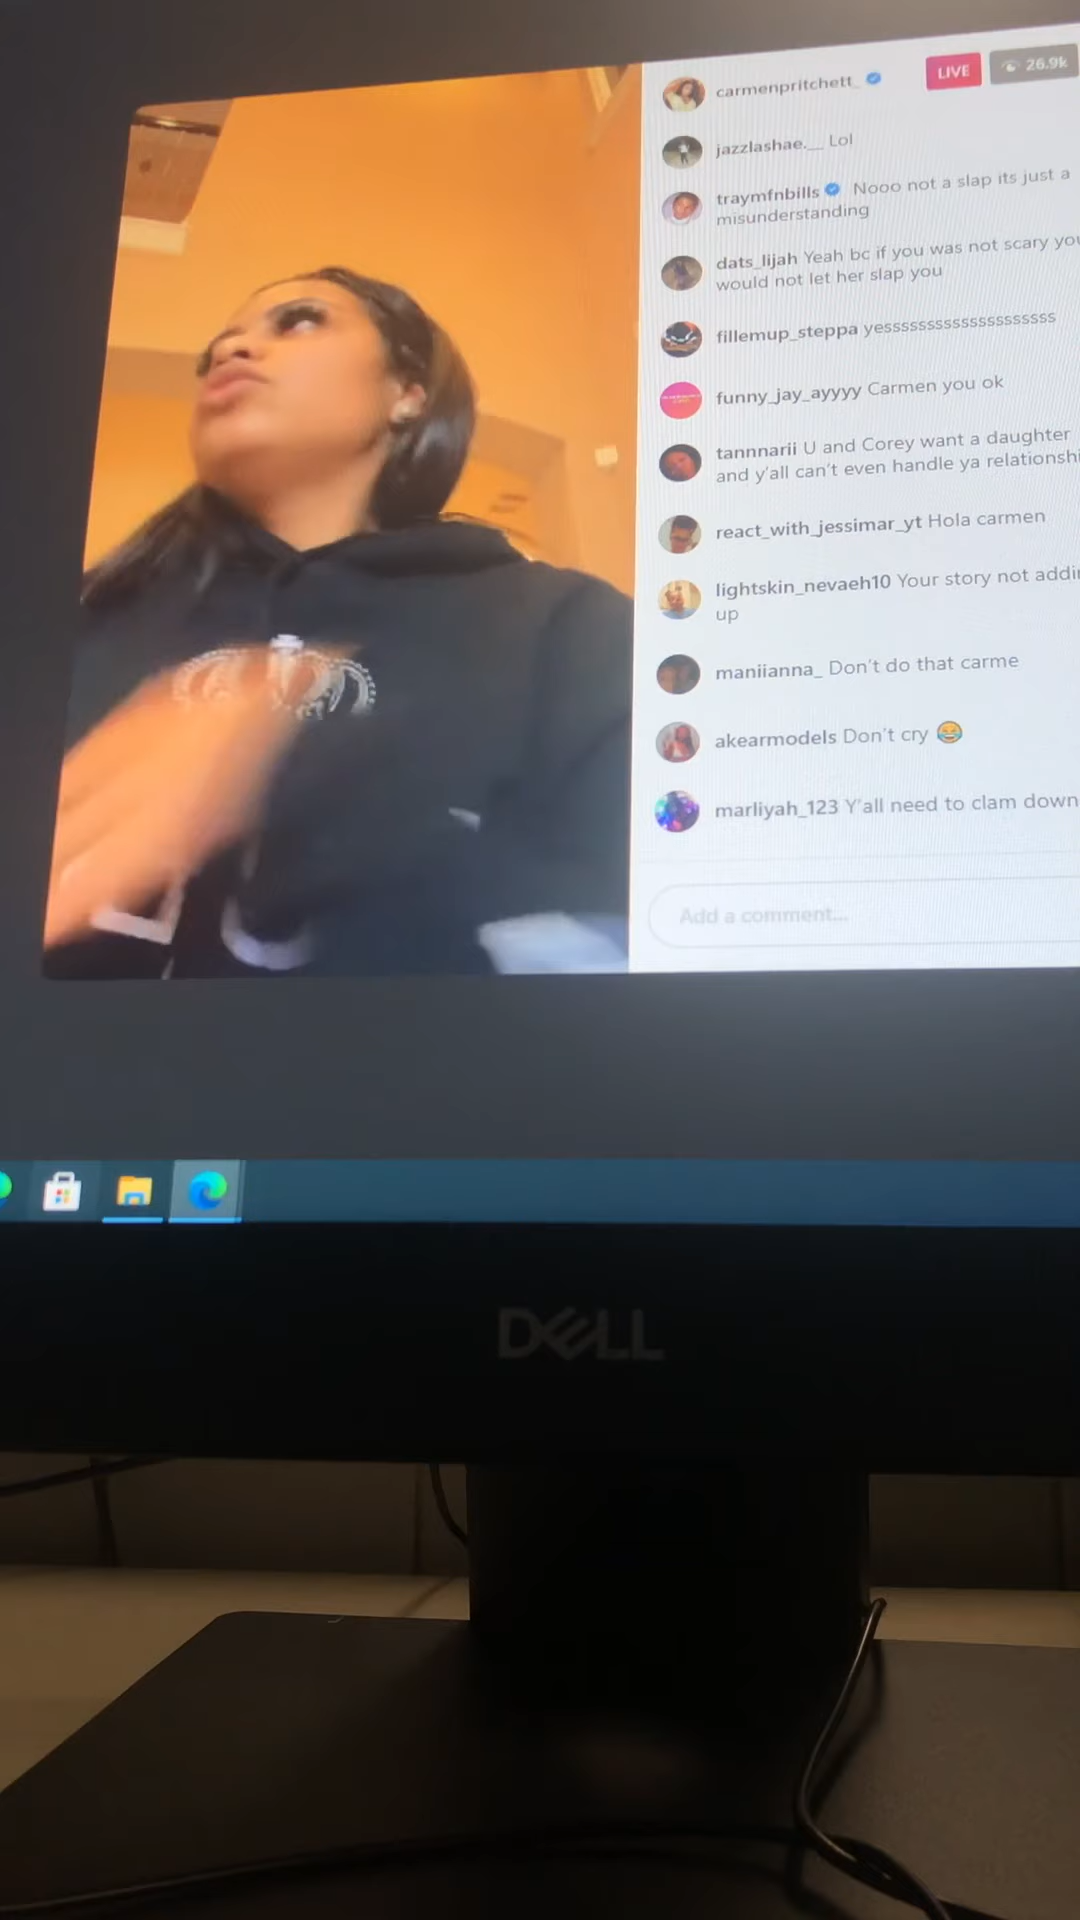 carmenpritchett_
LIVE
26.9k
jazzlashae.__ Lol
traymfnbills Nooo not a slap its just a
misunderstanding
dats_lijah Yeah bc if you was not scary you
would not let her slap you
fillemup_steppa yessssssssssssssssssss
funny_jay_ayyyy Carmen you ok
tannnarii U and Corey want a daughter
and y'all can't even handle ya relationshi
react_with_jessimar_yt Hola carmen
lightskin_nevaeh10 Your story not addi
up
maniianna_ Don't do that carme
akearmodels Don't cry 😂
marliyah_123 Y'all need to clam down
Add a comment...
DELL